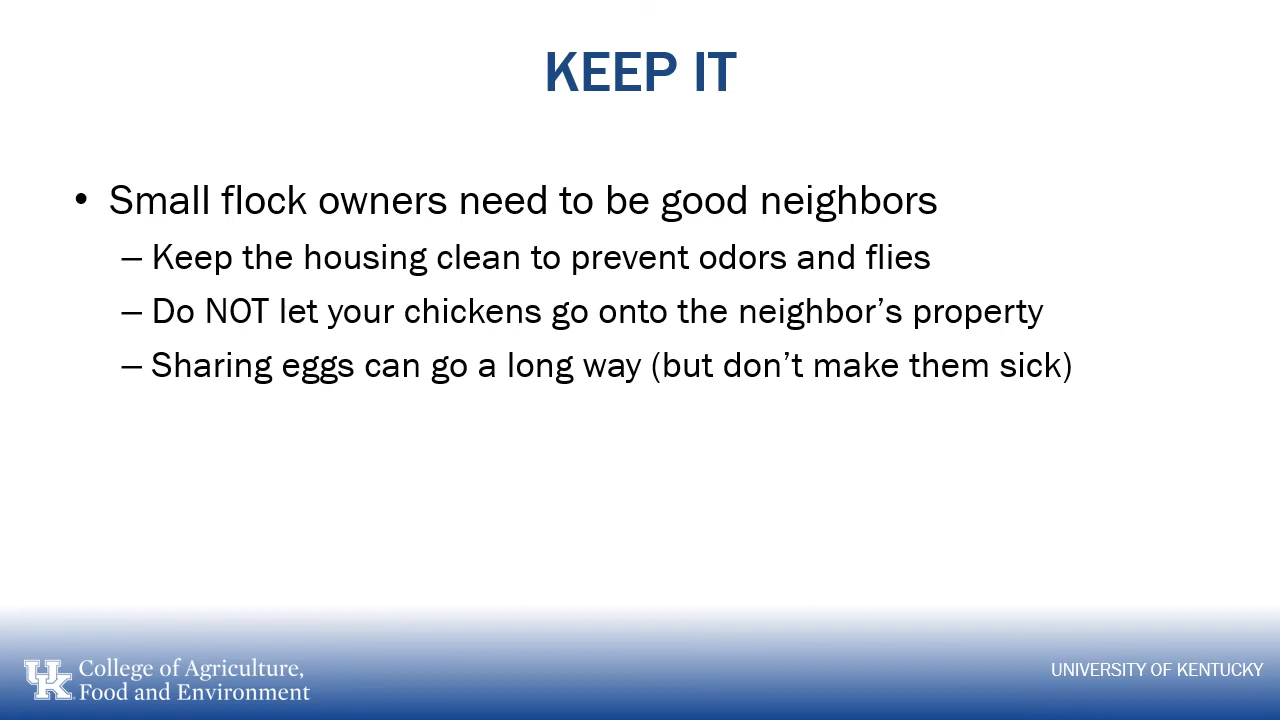 KEEP IT
• Small flock owners need to be good neighbors
– Keep the housing clean to prevent odors and flies
– Do NOT let your chickens go onto the neighbor’s property
– Sharing eggs can go a long way (but don’t make them sick)
UK College of Agriculture,
Food and Environment
UNIVERSITY OF KENTUCKY